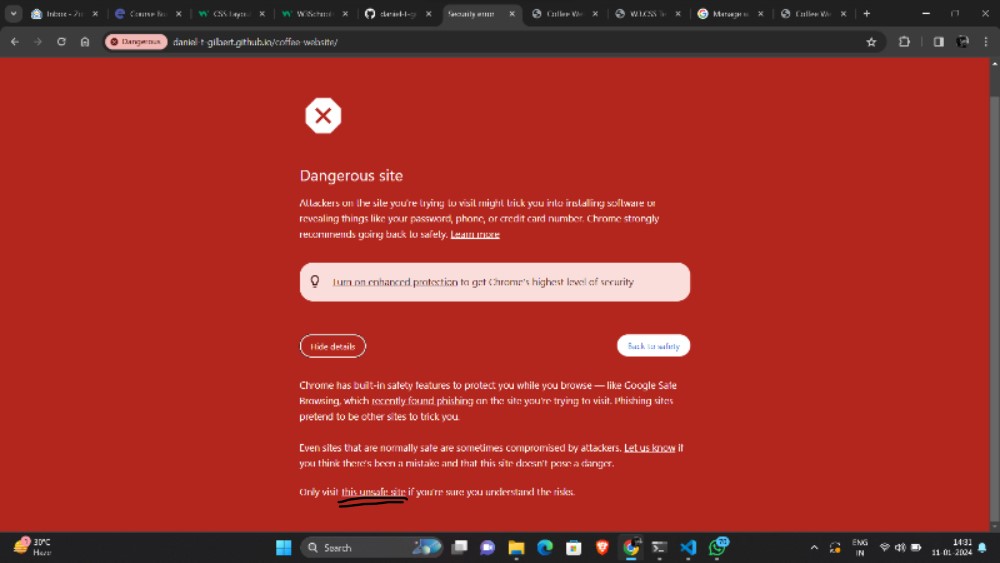 Inbox - Zo
Course Bu
CSS Layou
W3Schools
daniel-t-g
Security error
Coffee We
W3.CSS Te
Manage si
Coffee We
Dangerous daniel-t-gilbert.github.io/coffee-website/
Dangerous site
Attackers on the site you're trying to visit might trick you into installing software or
revealing things like your password, phone, or credit card number. Chrome strongly
recommends going back to safety. Learn more
Turn on enhanced protection to get Chrome's highest level of security
Hide details
Back to safety
Chrome has built-in safety features to protect you while you browse — like Google Safe
Browsing, which recently found phishing on the site you're trying to visit. Phishing sites
pretend to be other sites to trick you.
Even sites that are normally safe are sometimes compromised by attackers. Let us know if
you think there's been a mistake and that this site doesn't pose a danger.
Only visit this unsafe site if you're sure you understand the risks.
30°C
Haze
Search
ENG
IN
14:31
11-01-2024